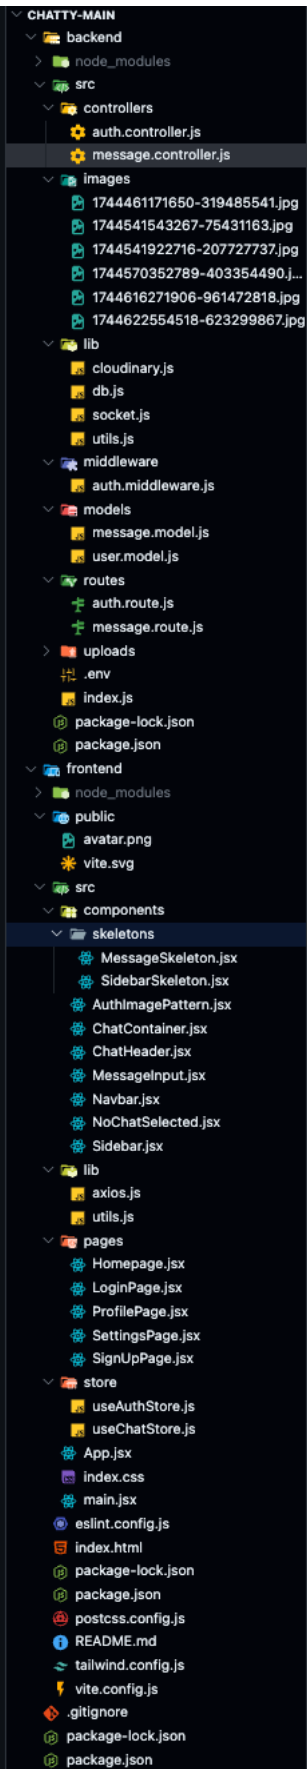 CHATTY-MAIN
backend
node_modules
src
controllers
auth.controller.js
message.controller.js
images
1744461171650-319485541.jpg
1744541543267-75431163.jpg
1744541922716-207727737.jpg
1744570352789-403354490.j...
1744616271906-961472818.jpg
1744622554518-623299867.jpg
lib
cloudinary.js
db.js
socket.js
utils.js
middleware
auth.middleware.js
models
message.model.js
user.model.js
routes
auth.route.js
message.route.js
uploads
.env
index.js
package-lock.json
package.json
frontend
node_modules
public
avatar.png
vite.svg
src
components
skeletons
MessageSkeleton.jsx
SidebarSkeleton.jsx
AuthImagePattern.jsx
ChatContainer.jsx
ChatHeader.jsx
MessageInput.jsx
Navbar.jsx
NoChatSelected.jsx
Sidebar.jsx
lib
axios.js
utils.js
pages
Homepage.jsx
LoginPage.jsx
ProfilePage.jsx
SettingsPage.jsx
SignUpPage.jsx
store
useAuthStore.js
useChatStore.js
App.jsx
index.css
main.jsx
eslint.config.js
index.html
package-lock.json
package.json
postcss.config.js
README.md
tailwind.config.js
vite.config.js
.gitignore
package-lock.json
package.json